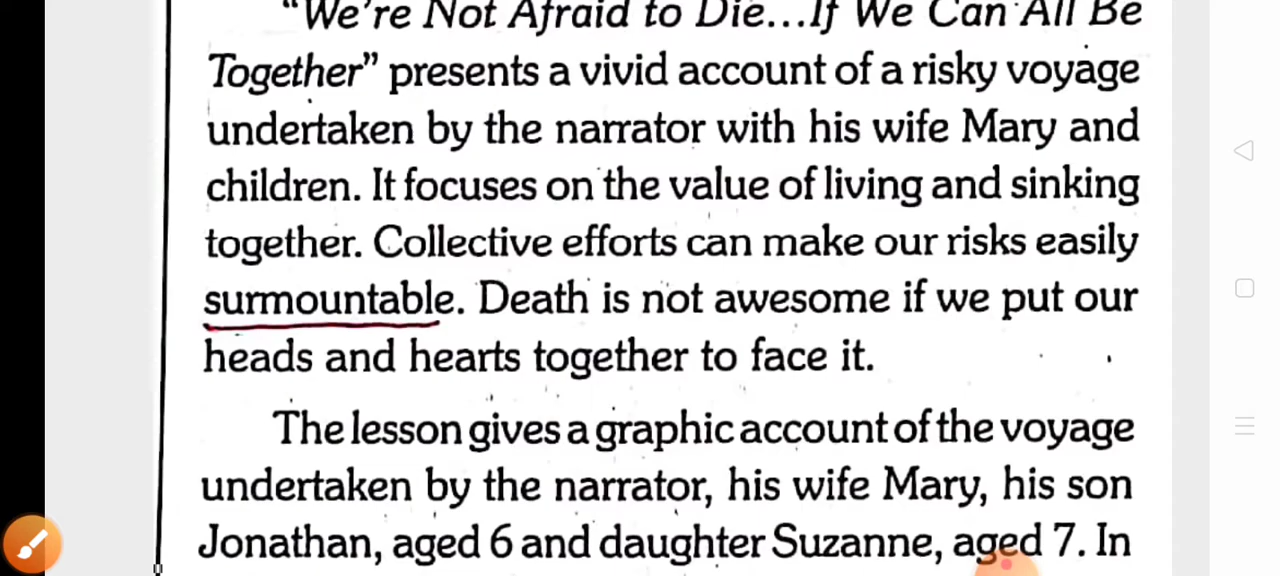 "We're Not Afraid to Die...If We Can All Be
Together" presents a vivid account of a risky voyage
undertaken by the narrator with his wife Mary and
children. It focuses on the value of living and sinking
together. Collective efforts can make our risks easily
surmountable. Death is not awesome if we put our
heads and hearts together to face it.
The lesson gives a graphic account of the voyage
undertaken by the narrator, his wife Mary, his son
Jonathan, aged 6 and daughter Suzanne, aged 7. In